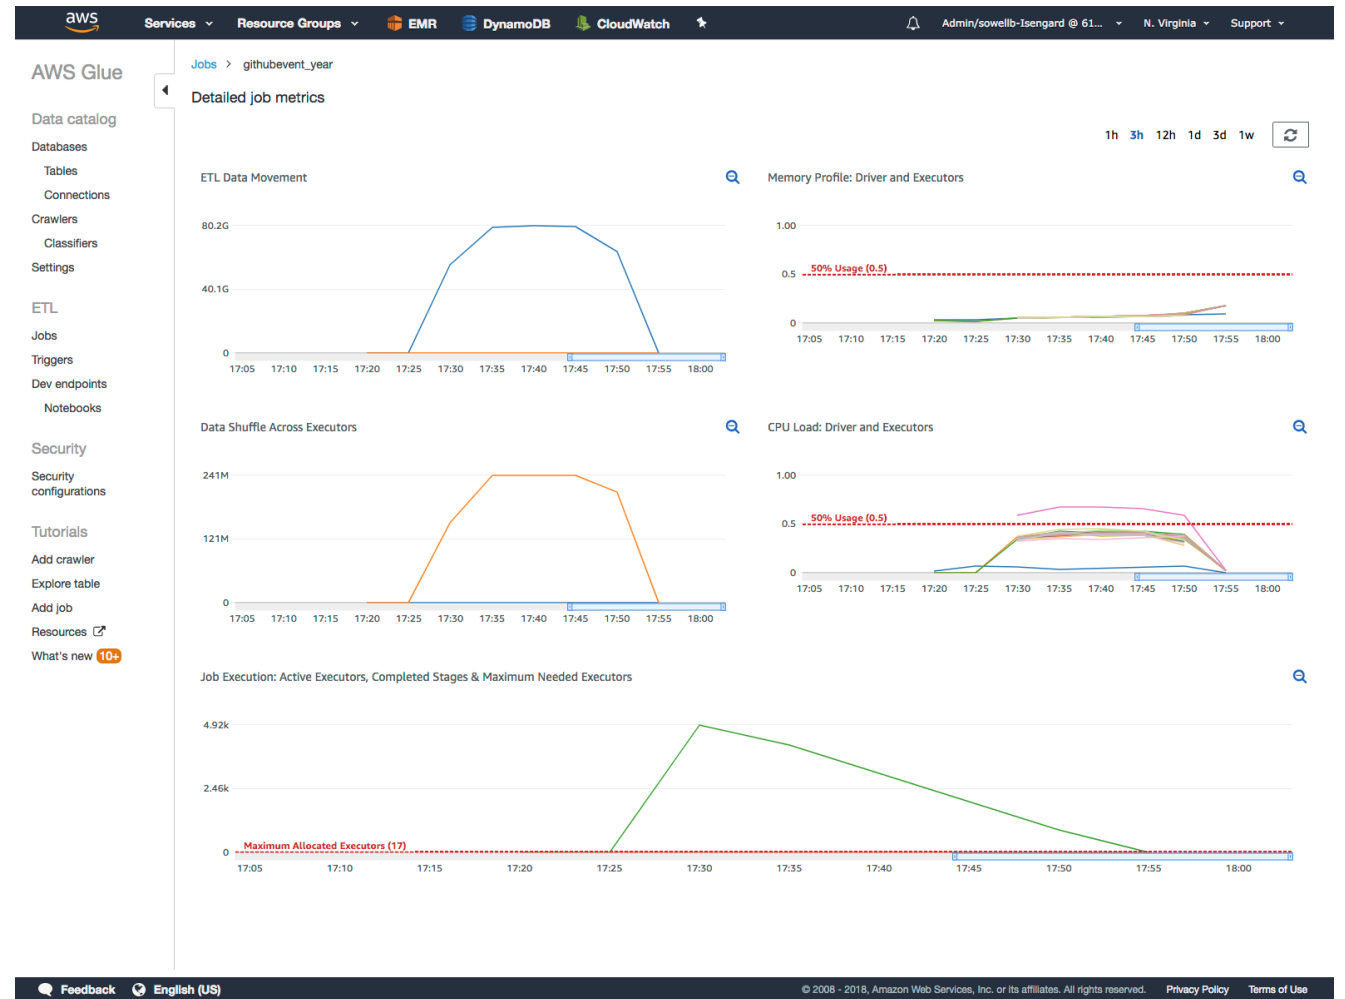 aws Services Resource Groups EMR DynamoDB CloudWatch Admin/sowellb-Isengard @ 61... N. Virginia Support
AWS Glue
Data catalog
Databases
Tables
Connections
Crawlers
Classifiers
Settings
ETL
Jobs
Triggers
Dev endpoints
Notebooks
Security
Security
configurations
Tutorials
Add crawler
Explore table
Add job
Resources
What's new 10+
Jobs > githubevent_year
Detailed job metrics
1h 3h 12h 1d 3d 1w
ETL Data Movement
80.2G
40.1G
0
17:05 17:10 17:15 17:20 17:25 17:30 17:35 17:40 17:45 17:50 17:55 18:00
Memory Profile: Driver and Executors
1.00
50% Usage (0.5)
0.5
0
17:05 17:10 17:15 17:20 17:25 17:30 17:35 17:40 17:45 17:50 17:55 18:00
Data Shuffle Across Executors
241M
121M
0
17:05 17:10 17:15 17:20 17:25 17:30 17:35 17:40 17:45 17:50 17:55 18:00
CPU Load: Driver and Executors
1.00
50% Usage (0.5)
0.5
0
17:05 17:10 17:15 17:20 17:25 17:30 17:35 17:40 17:45 17:50 17:55 18:00
Job Execution: Active Executors, Completed Stages & Maximum Needed Executors
4.92k
2.46k
Maximum Allocated Executors (17)
0
17:05 17:10 17:15 17:20 17:25 17:30 17:35 17:40 17:45 17:50 17:55 18:00
Feedback English (US) © 2008 - 2018, Amazon Web Services, Inc. or its affiliates. All rights reserved. Privacy Policy Terms of Use